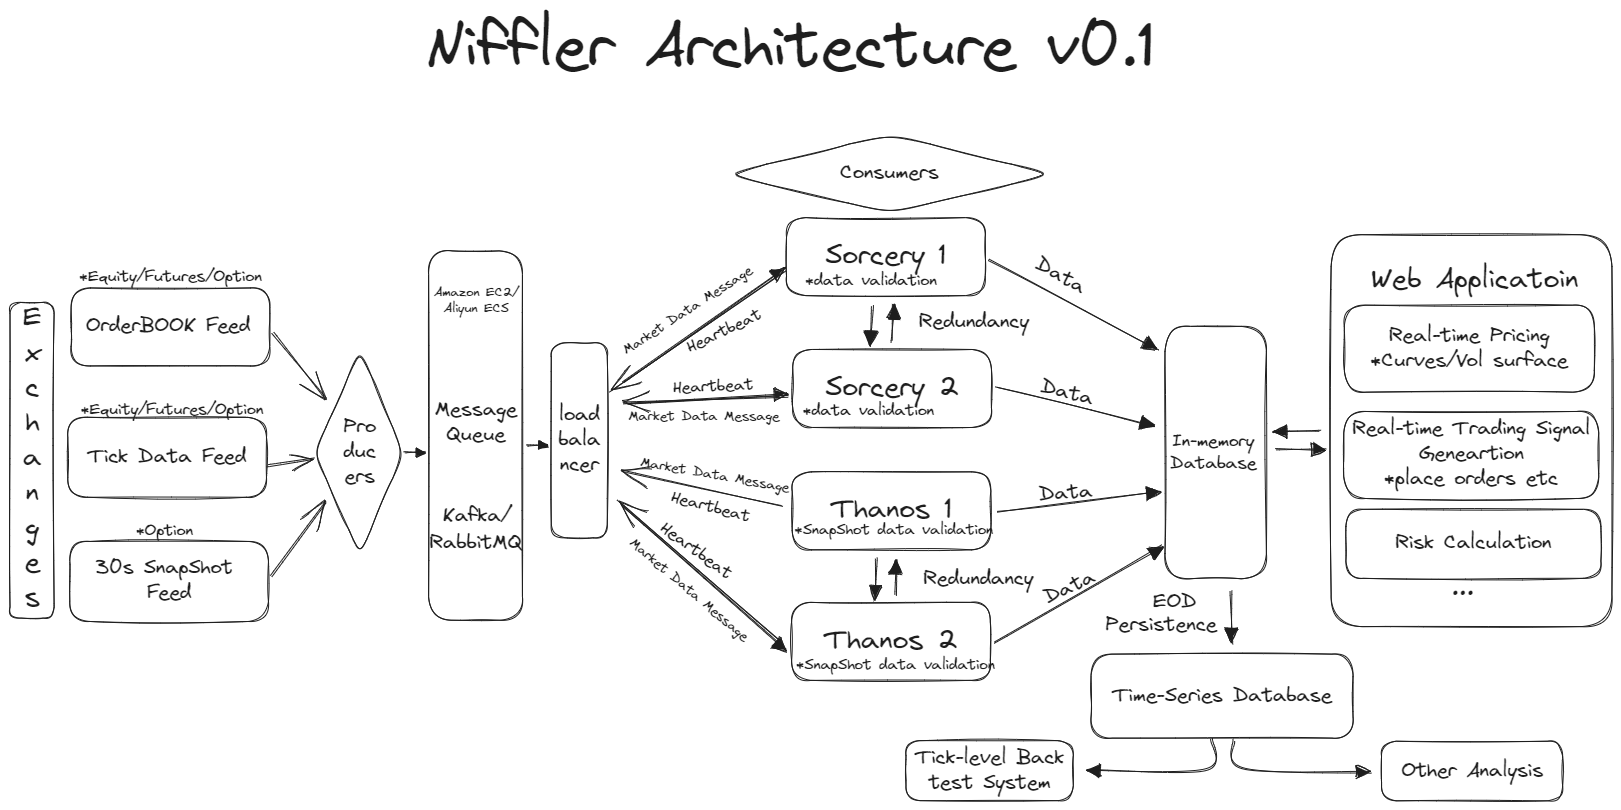 Niffler Architecture v0.1
Exchanges
*Equity/Futures/Option
OrderBOOK Feed
*Equity/Futures/Option
Tick Data Feed
*Option
30s SnapShot
Feed
Pro
duc
ers
Amazon EC2/
Aliyun ECS
Message
Queue
Kafka/
RabbitMQ
load
bala
ncer
Market Data Message
Heartbeat
Heartbeat
Market Data Message
Market Data Message
Heartbeat
Heartbeat
Market Data Message
Consumers
Sorcery 1
*data validation
Redundancy
Sorcery 2
*data validation
Thanos 1
*SnapShot data validation
Redundancy
Thanos 2
*SnapShot data validation
Data
Data
Data
Data
In-memory
Database
EOD
Persistence
Time-Series Database
Tick-level Back
test System
Other Analysis
Web Applicatoin
Real-time Pricing
*Curves/Vol surface
Real-time Trading Signal
Geneartion
*place orders etc
Risk Calculation
...